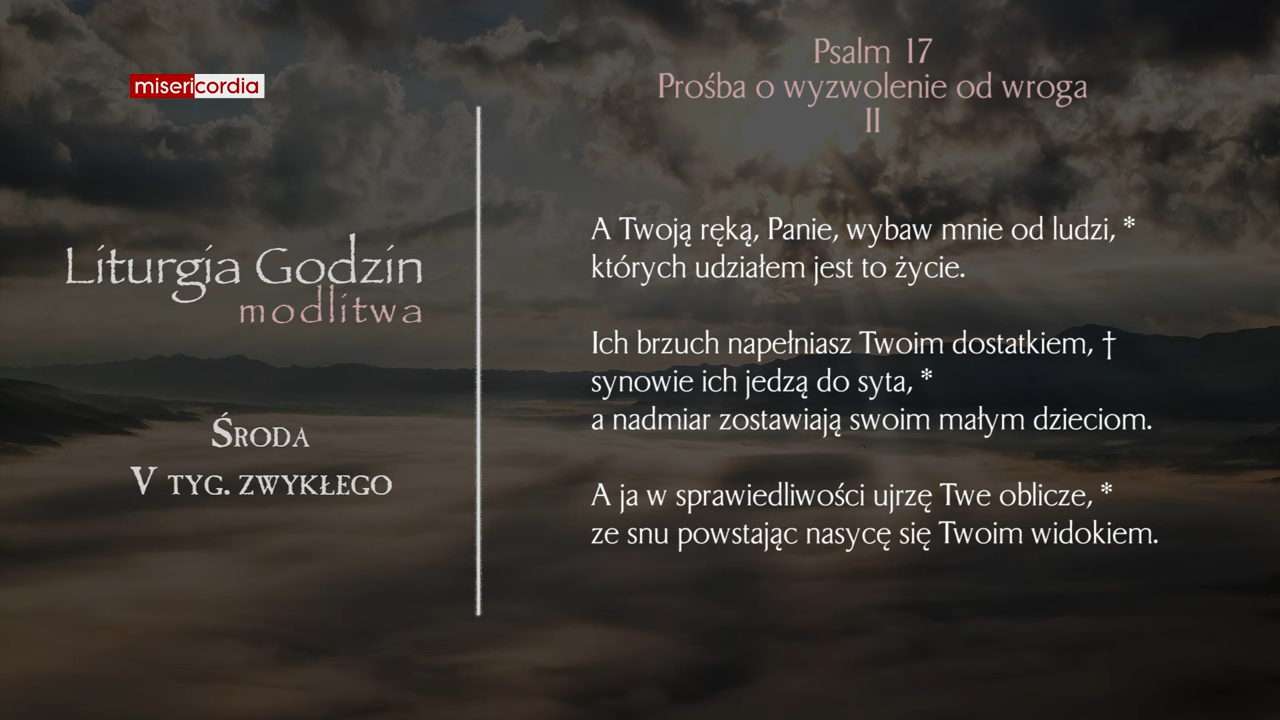 misericordia
Liturgia Godzin
modlitwa
Środa
V tyg. zwykłego
Psalm 17
Prośba o wyzwolenie od wroga
II
A Twoją ręką, Panie, wybaw mnie od ludzi, *
których udziałem jest to życie.
Ich brzuch napełniasz Twoim dostatkiem, †
synowie ich jedzą do syta, *
a nadmiar zostawiają swoim małym dzieciom.
A ja w sprawiedliwości ujrzę Twe oblicze, *
ze snu powstając nasycę się Twoim widokiem.